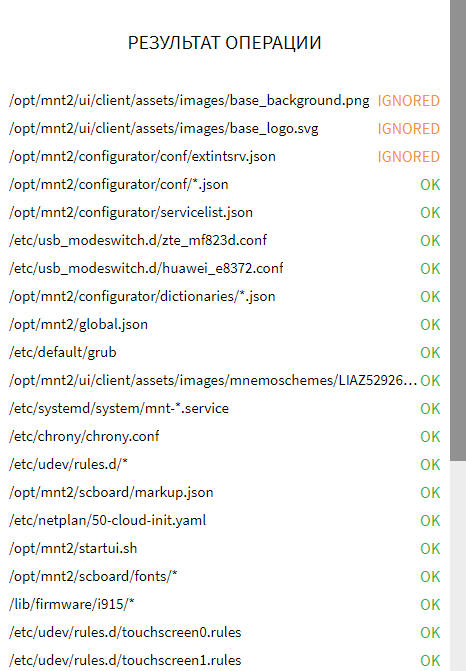 РЕЗУЛЬТАТ ОПЕРАЦИИ
/opt/mnt2/ui/client/assets/images/base_background.png IGNORED
/opt/mnt2/ui/client/assets/images/base_logo.svg IGNORED
/opt/mnt2/configurator/conf/extintsrv.json IGNORED
/opt/mnt2/configurator/conf/*.json OK
/opt/mnt2/configurator/servicelist.json OK
/etc/usb_modeswitch.d/zte_mf823d.conf OK
/etc/usb_modeswitch.d/huawei_e8372.conf OK
/opt/mnt2/configurator/dictionaries/*.json OK
/opt/mnt2/global.json OK
/etc/default/grub OK
/opt/mnt2/ui/client/assets/images/mnemoschemes/LIAZ52926... OK
/etc/systemd/system/mnt-*.service OK
/etc/chrony/chrony.conf OK
/etc/udev/rules.d/* OK
/opt/mnt2/scboard/markup.json OK
/etc/netplan/50-cloud-init.yaml OK
/opt/mnt2/startui.sh OK
/opt/mnt2/scboard/fonts/* OK
/lib/firmware/i915/* OK
/etc/udev/rules.d/touchscreen0.rules OK
/etc/udev/rules.d/touchscreen1.rules OK